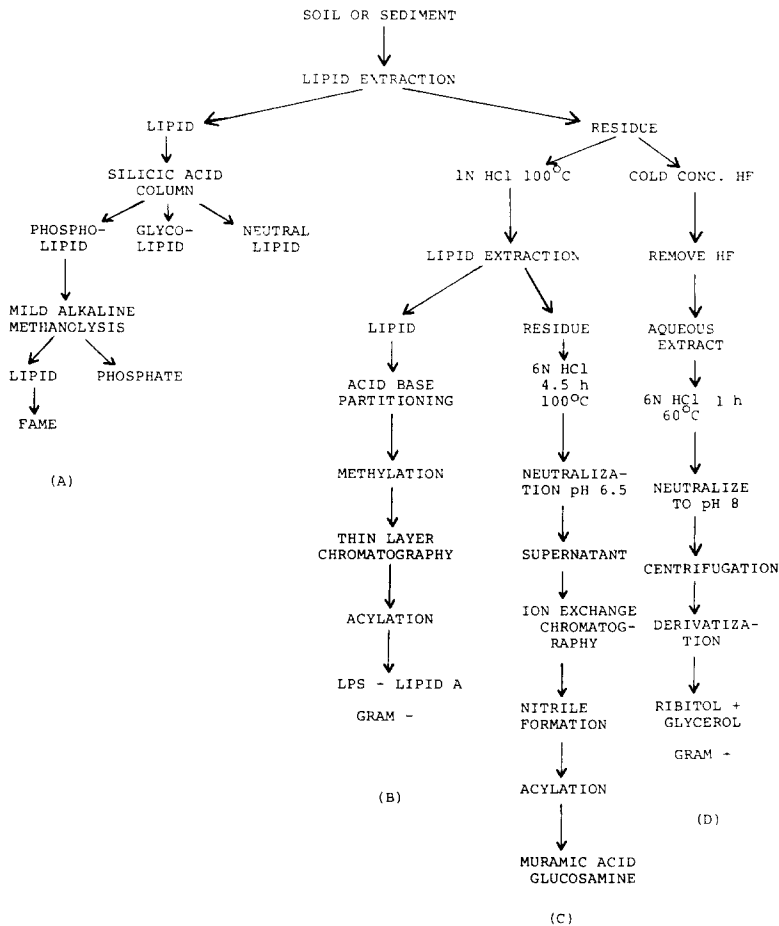 SOIL OR SEDIMENT
LIPID EXTRACTION
LIPID
RESIDUE
SILICIC ACID
COLUMN
1N HCl 100°C
COLD CONC. HF
PHOSPHO-
LIPID
GLYCO-
LIPID
NEUTRAL
LIPID
LIPID EXTRACTION
REMOVE HF
MILD ALKALINE
METHANOLYSIS
LIPID
RESIDUE
AQUEOUS
EXTRACT
LIPID
PHOSPHATE
ACID BASE
PARTITIONING
6N HCl
4.5 h
100°C
6N HCl 1 h
60°C
FAME
(A)
METHYLATION
NEUTRALIZA-
TION pH 6.5
NEUTRALIZE
TO pH 8
THIN LAYER
CHROMATOGRAPHY
SUPERNATANT
CENTRIFUGATION
ACYLATION
ION EXCHANGE
CHROMATOG-
RAPHY
DERIVATIZA-
TION
LPS - LIPID A
GRAM -
NITRILE
FORMATION
RIBITOL +
GLYCEROL
GRAM +
(B)
ACYLATION
(D)
MURAMIC ACID
GLUCOSAMINE
(C)